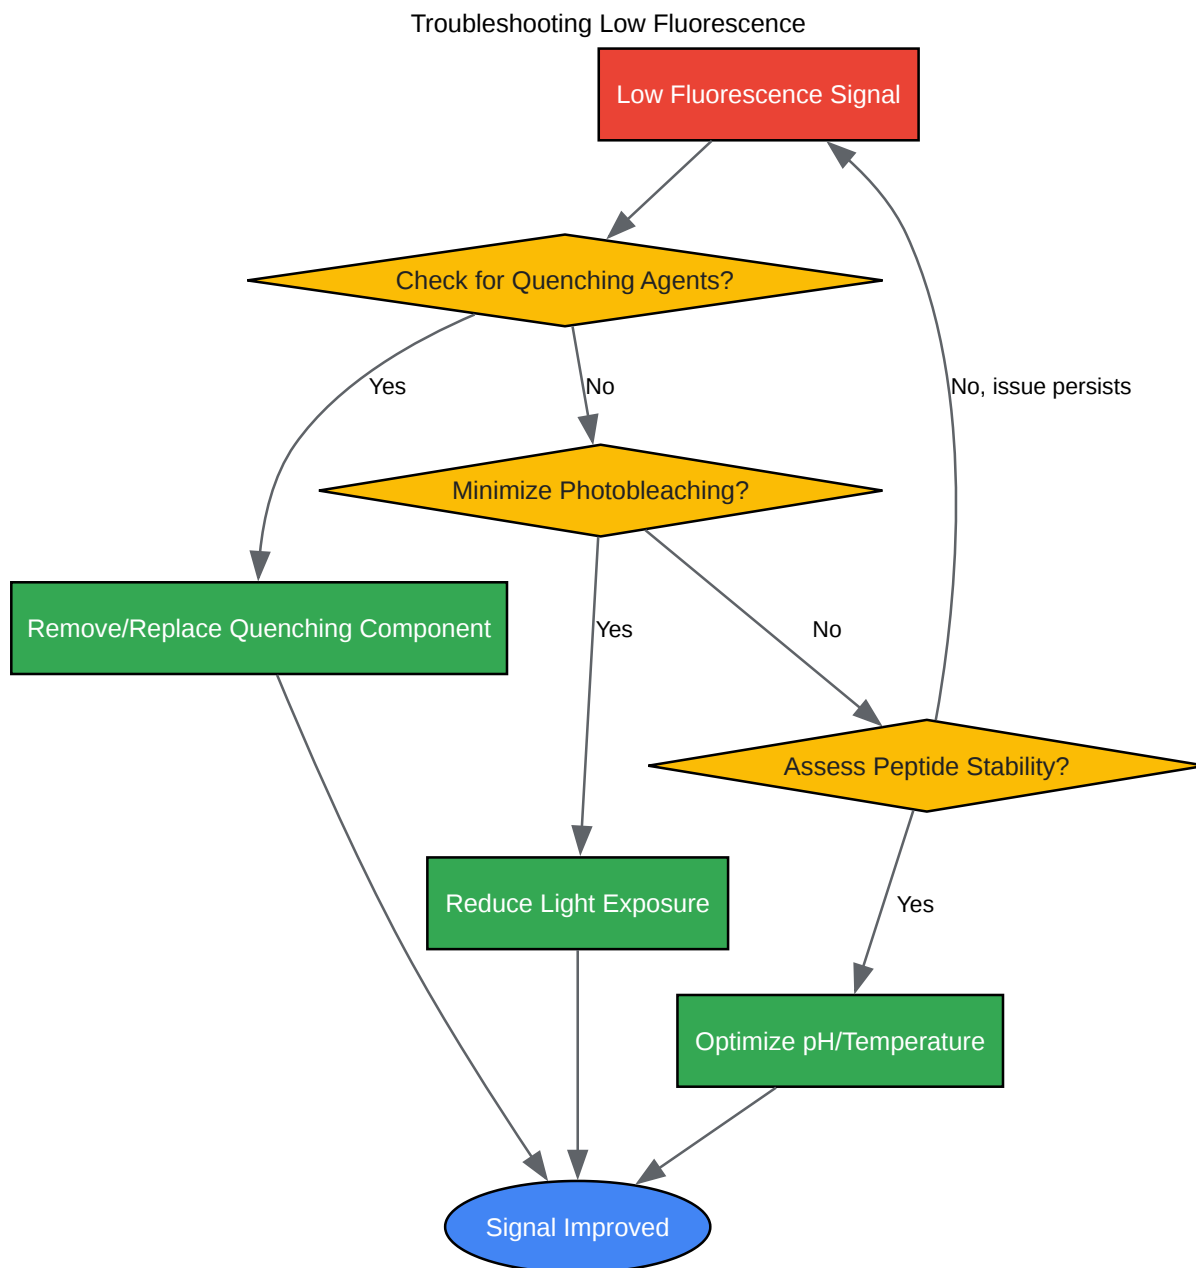 Troubleshooting Low Fluorescence
Low Fluorescence Signal
Check for Quenching Agents?
Yes
No
No, issue persists
Minimize Photobleaching?
Remove/Replace Quenching Component
Yes
No
Assess Peptide Stability?
Reduce Light Exposure
Yes
Optimize pH/Temperature
Signal Improved